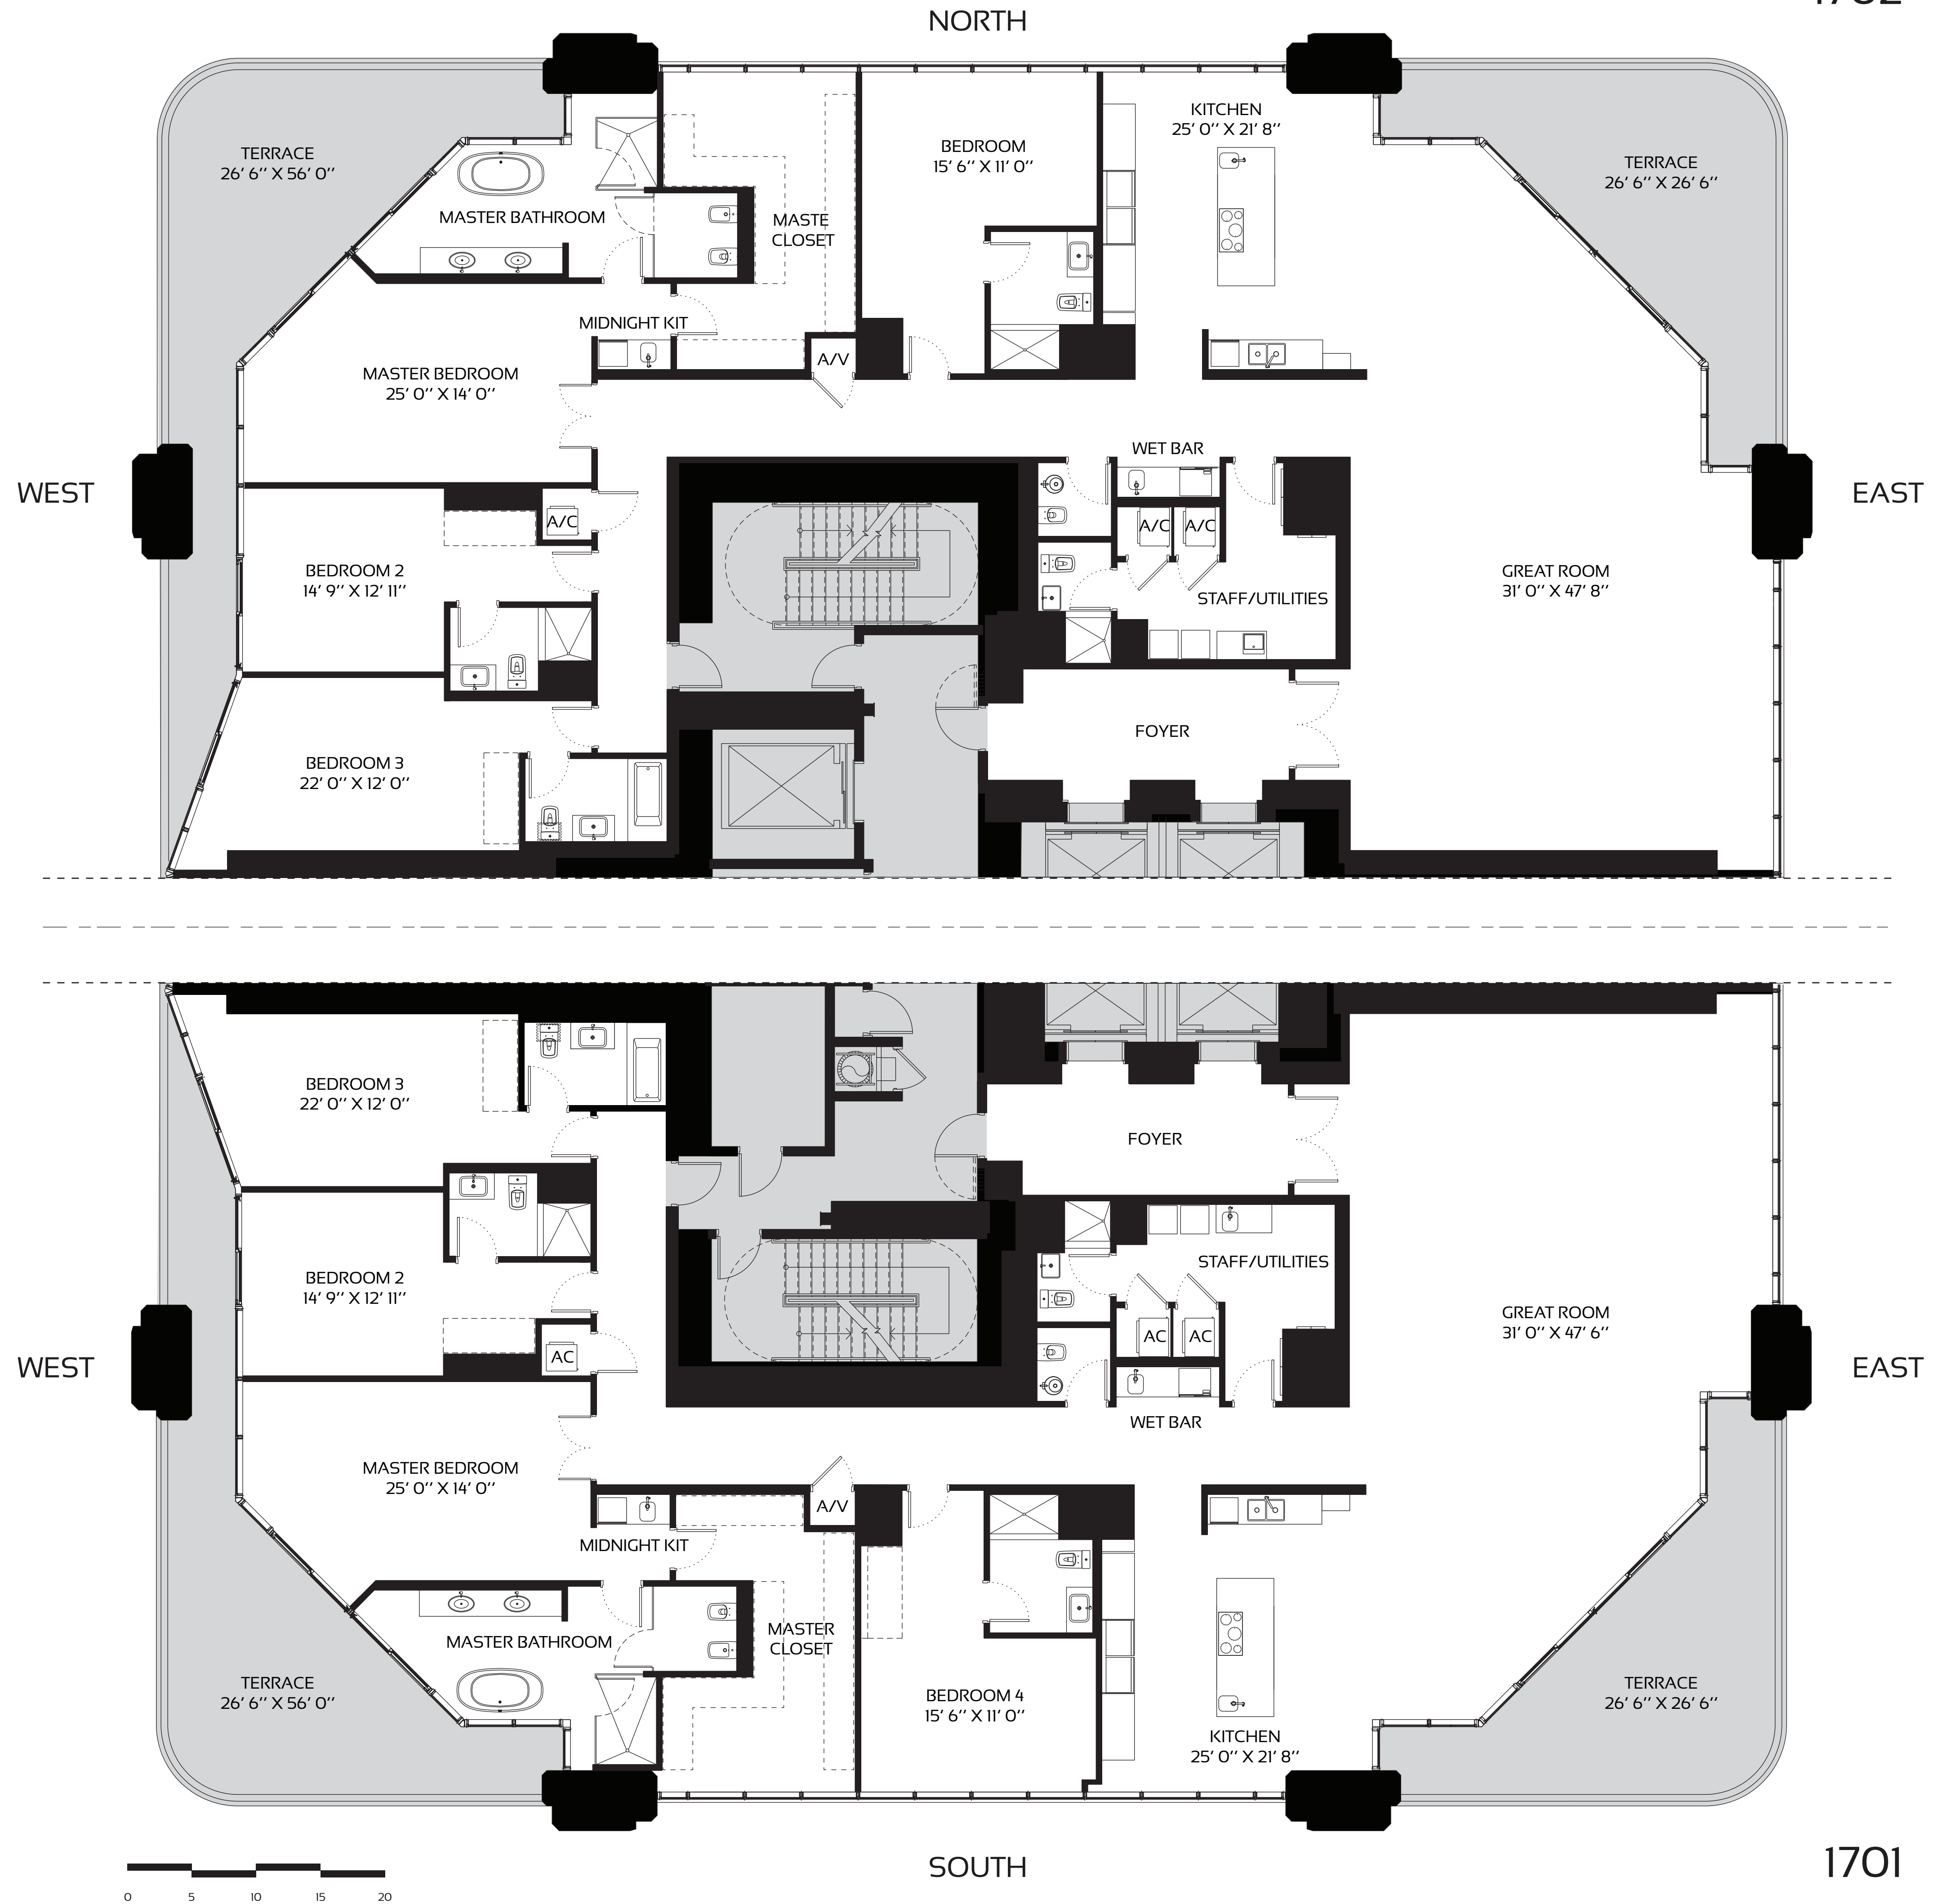 NORTH
TERRACE
26' 6'' X 56' 0''
MASTER BATHROOM
MASTE
CLOSET
BEDROOM
15' 6'' X 11' 0''
KITCHEN
25' 0'' X 21' 8''
TERRACE
26' 6'' X 26' 6''
MIDNIGHT KIT
A/V
MASTER BEDROOM
25' 0'' X 14' 0''
WET BAR
WEST
EAST
A/C
A/C
A/C
BEDROOM 2
14' 9'' X 12' 11''
STAFF/UTILITIES
GREAT ROOM
31' 0'' X 47' 8''
FOYER
BEDROOM 3
22' 0'' X 12' 0''
BEDROOM 3
22' 0'' X 12' 0''
FOYER
STAFF/UTILITIES
BEDROOM 2
14' 9'' X 12' 11''
GREAT ROOM
31' 0'' X 47' 6''
AC
AC
AC
WEST
EAST
WET BAR
MASTER BEDROOM
25' 0'' X 14' 0''
A/V
MIDNIGHT KIT
MASTER BATHROOM
MASTER
CLOSET
TERRACE
26' 6'' X 56' 0''
BEDROOM 4
15' 6'' X 11' 0''
KITCHEN
25' 0'' X 21' 8''
TERRACE
26' 6'' X 26' 6''
SOUTH
1701
0 5 10 15 20